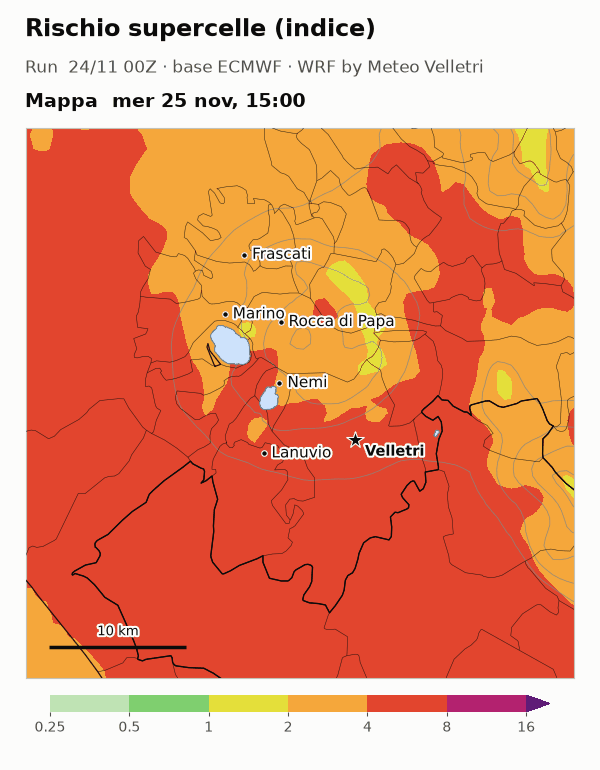 Rischio supercelle (indice)
Run  24/11 00Z · base ECMWF · WRF by Meteo Velletri
Mappa  mer 25 nov, 15:00
Frascati
Marino
Rocca di Papa
Nemi
Velletri
Lanuvio
10 km
0.25 0.5 1 2 4 8 16